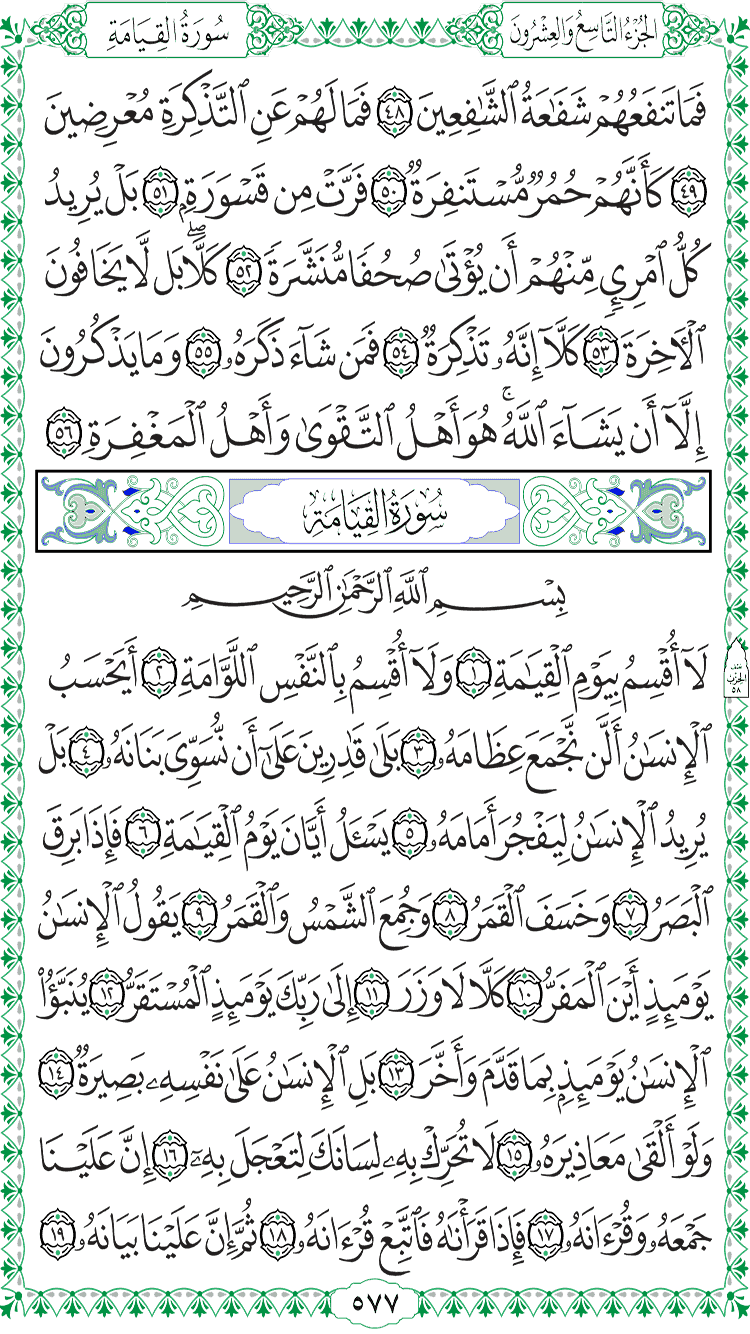 الجُزْءُ التَّاسِعُ وَالعِشْرُونَ
سُورَةُ القِيَامَةِ
فَمَا تَنفَعُهُمْ شَفَٰعَةُ ٱلشَّٰفِعِينَ ٤٨ فَمَا لَهُمْ عَنِ ٱلتَّذْكِرَةِ مُعْرِضِينَ
٤٩ كَأَنَّهُمْ حُمُرٌ مُّسْتَنفِرَةٌ ٥٠ فَرَّتْ مِن قَسْوَرَةٍۭ ٥١ بَلْ يُرِيدُ
كُلُّ ٱمْرِئٍ مِّنْهُمْ أَن يُؤْتَىٰ صُحُفًا مُّنَشَّرَةً ٥٢ كَلَّاۖ بَل لَّا يَخَافُونَ
ٱلْأَخِرَةَ ٥٣ كَلَّآ إِنَّهُۥ تَذْكِرَةٌ ٥٤ فَمَن شَآءَ ذَكَرَهُۥ ٥٥ وَمَا يَذْكُرُونَ
إِلَّآ أَن يَشَآءَ ٱللَّهُۚ هُوَ أَهْلُ ٱلتَّقْوَىٰ وَأَهْلُ ٱلْمَغْفِرَةِ ٥٦
سُورَةُ القِيَامَةِ
بِسْمِ ٱللَّهِ ٱلرَّحْمَٰنِ ٱلرَّحِيمِ
لَآ أُقْسِمُ بِيَوْمِ ٱلْقِيَٰمَةِ ١ وَلَآ أُقْسِمُ بِٱلنَّفْسِ ٱللَّوَّامَةِ ٢ أَيَحْسَبُ
نصف
الحزب
٥٨
ٱلْإِنسَٰنُ أَلَّن نَّجْمَعَ عِظَامَهُۥ ٣ بَلَىٰ قَٰدِرِينَ عَلَىٰٓ أَن نُّسَوِّىَ بَنَانَهُۥ ٤ بَلْ
يُرِيدُ ٱلْإِنسَٰنُ لِيَفْجُرَ أَمَامَهُۥ ٥ يَسْـَٔلُ أَيَّانَ يَوْمُ ٱلْقِيَٰمَةِ ٦ فَإِذَا بَرِقَ
ٱلْبَصَرُ ٧ وَخَسَفَ ٱلْقَمَرُ ٨ وَجُمِعَ ٱلشَّمْسُ وَٱلْقَمَرُ ٩ يَقُولُ ٱلْإِنسَٰنُ
يَوْمَئِذٍ أَيْنَ ٱلْمَفَرُّ ١٠ كَلَّا لَا وَزَرَ ١١ إِلَىٰ رَبِّكَ يَوْمَئِذٍ ٱلْمُسْتَقَرُّ ١٢ يُنَبَّؤُا۟
ٱلْإِنسَٰنُ يَوْمَئِذٍۭ بِمَا قَدَّمَ وَأَخَّرَ ١٣ بَلِ ٱلْإِنسَٰنُ عَلَىٰ نَفْسِهِۦ بَصِيرَةٌ ١٤
وَلَوْ أَلْقَىٰ مَعَاذِيرَهُۥ ١٥ لَا تُحَرِّكْ بِهِۦ لِسَانَكَ لِتَعْجَلَ بِهِۦٓ ١٦ إِنَّ عَلَيْنَا
جَمْعَهُۥ وَقُرْءَانَهُۥ ١٧ فَإِذَا قَرَأْنَٰهُ فَٱتَّبِعْ قُرْءَانَهُۥ ١٨ ثُمَّ إِنَّ عَلَيْنَا بَيَانَهُۥ ١٩
٥٧٧